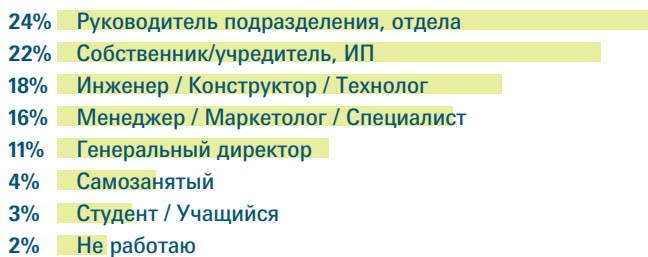 24% Руководитель подразделения, отдела
22% Собственник/учредитель, ИП
18% Инженер / Конструктор / Технолог
16% Менеджер / Маркетолог / Специалист
11% Генеральный директор
4% Самозанятый
3% Студент / Учащийся
2% Не работаю